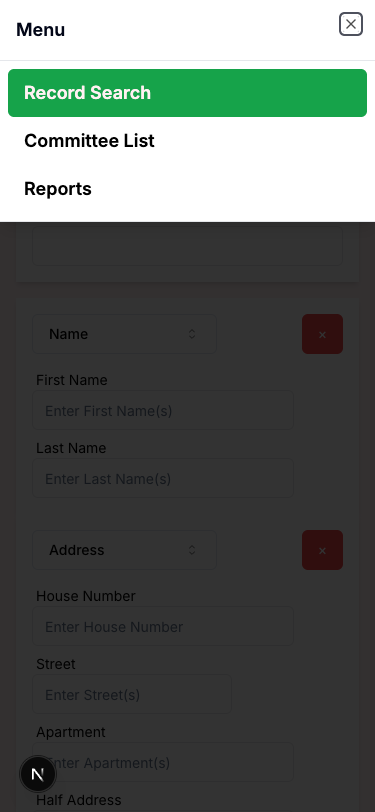 Menu
Record Search
Committee List
Reports
Name
×
First Name
Enter First Name(s)
Last Name
Enter Last Name(s)
Address
×
House Number
Enter House Number
Street
Enter Street(s)
Apartment
Enter Apartment(s)
N
Half Address